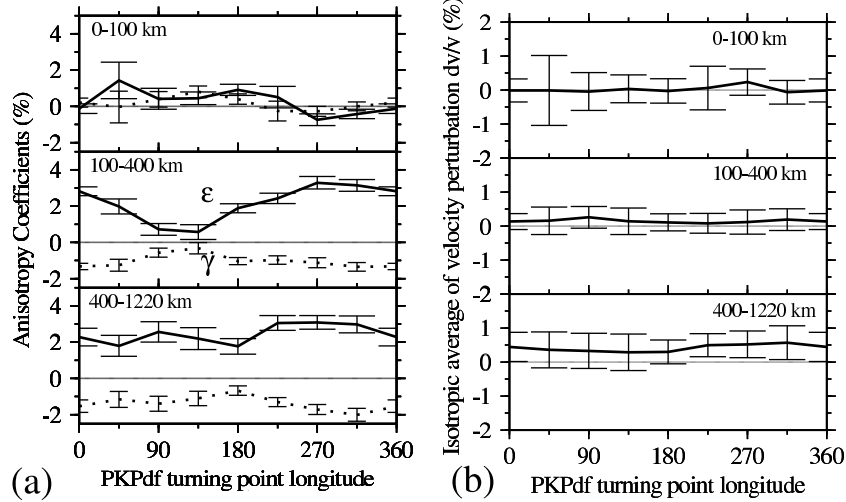 Anisotropy Coefficients (%)
0-100 km
4
2
0
-2
100-400 km
ε
γ
4
2
0
-2
400-1220 km
4
2
0
-2
0 90 180 270 360
PKPdf turning point longitude
(a)
Isotropic average of velocity perturbation dv/v (%)
0-100 km
2
1
0
-1
-2
100-400 km
2
1
0
1
-2
400-1220 km
2
1
0
1
-2
0 90 180 270 360
PKPdf turning point longitude
(b)